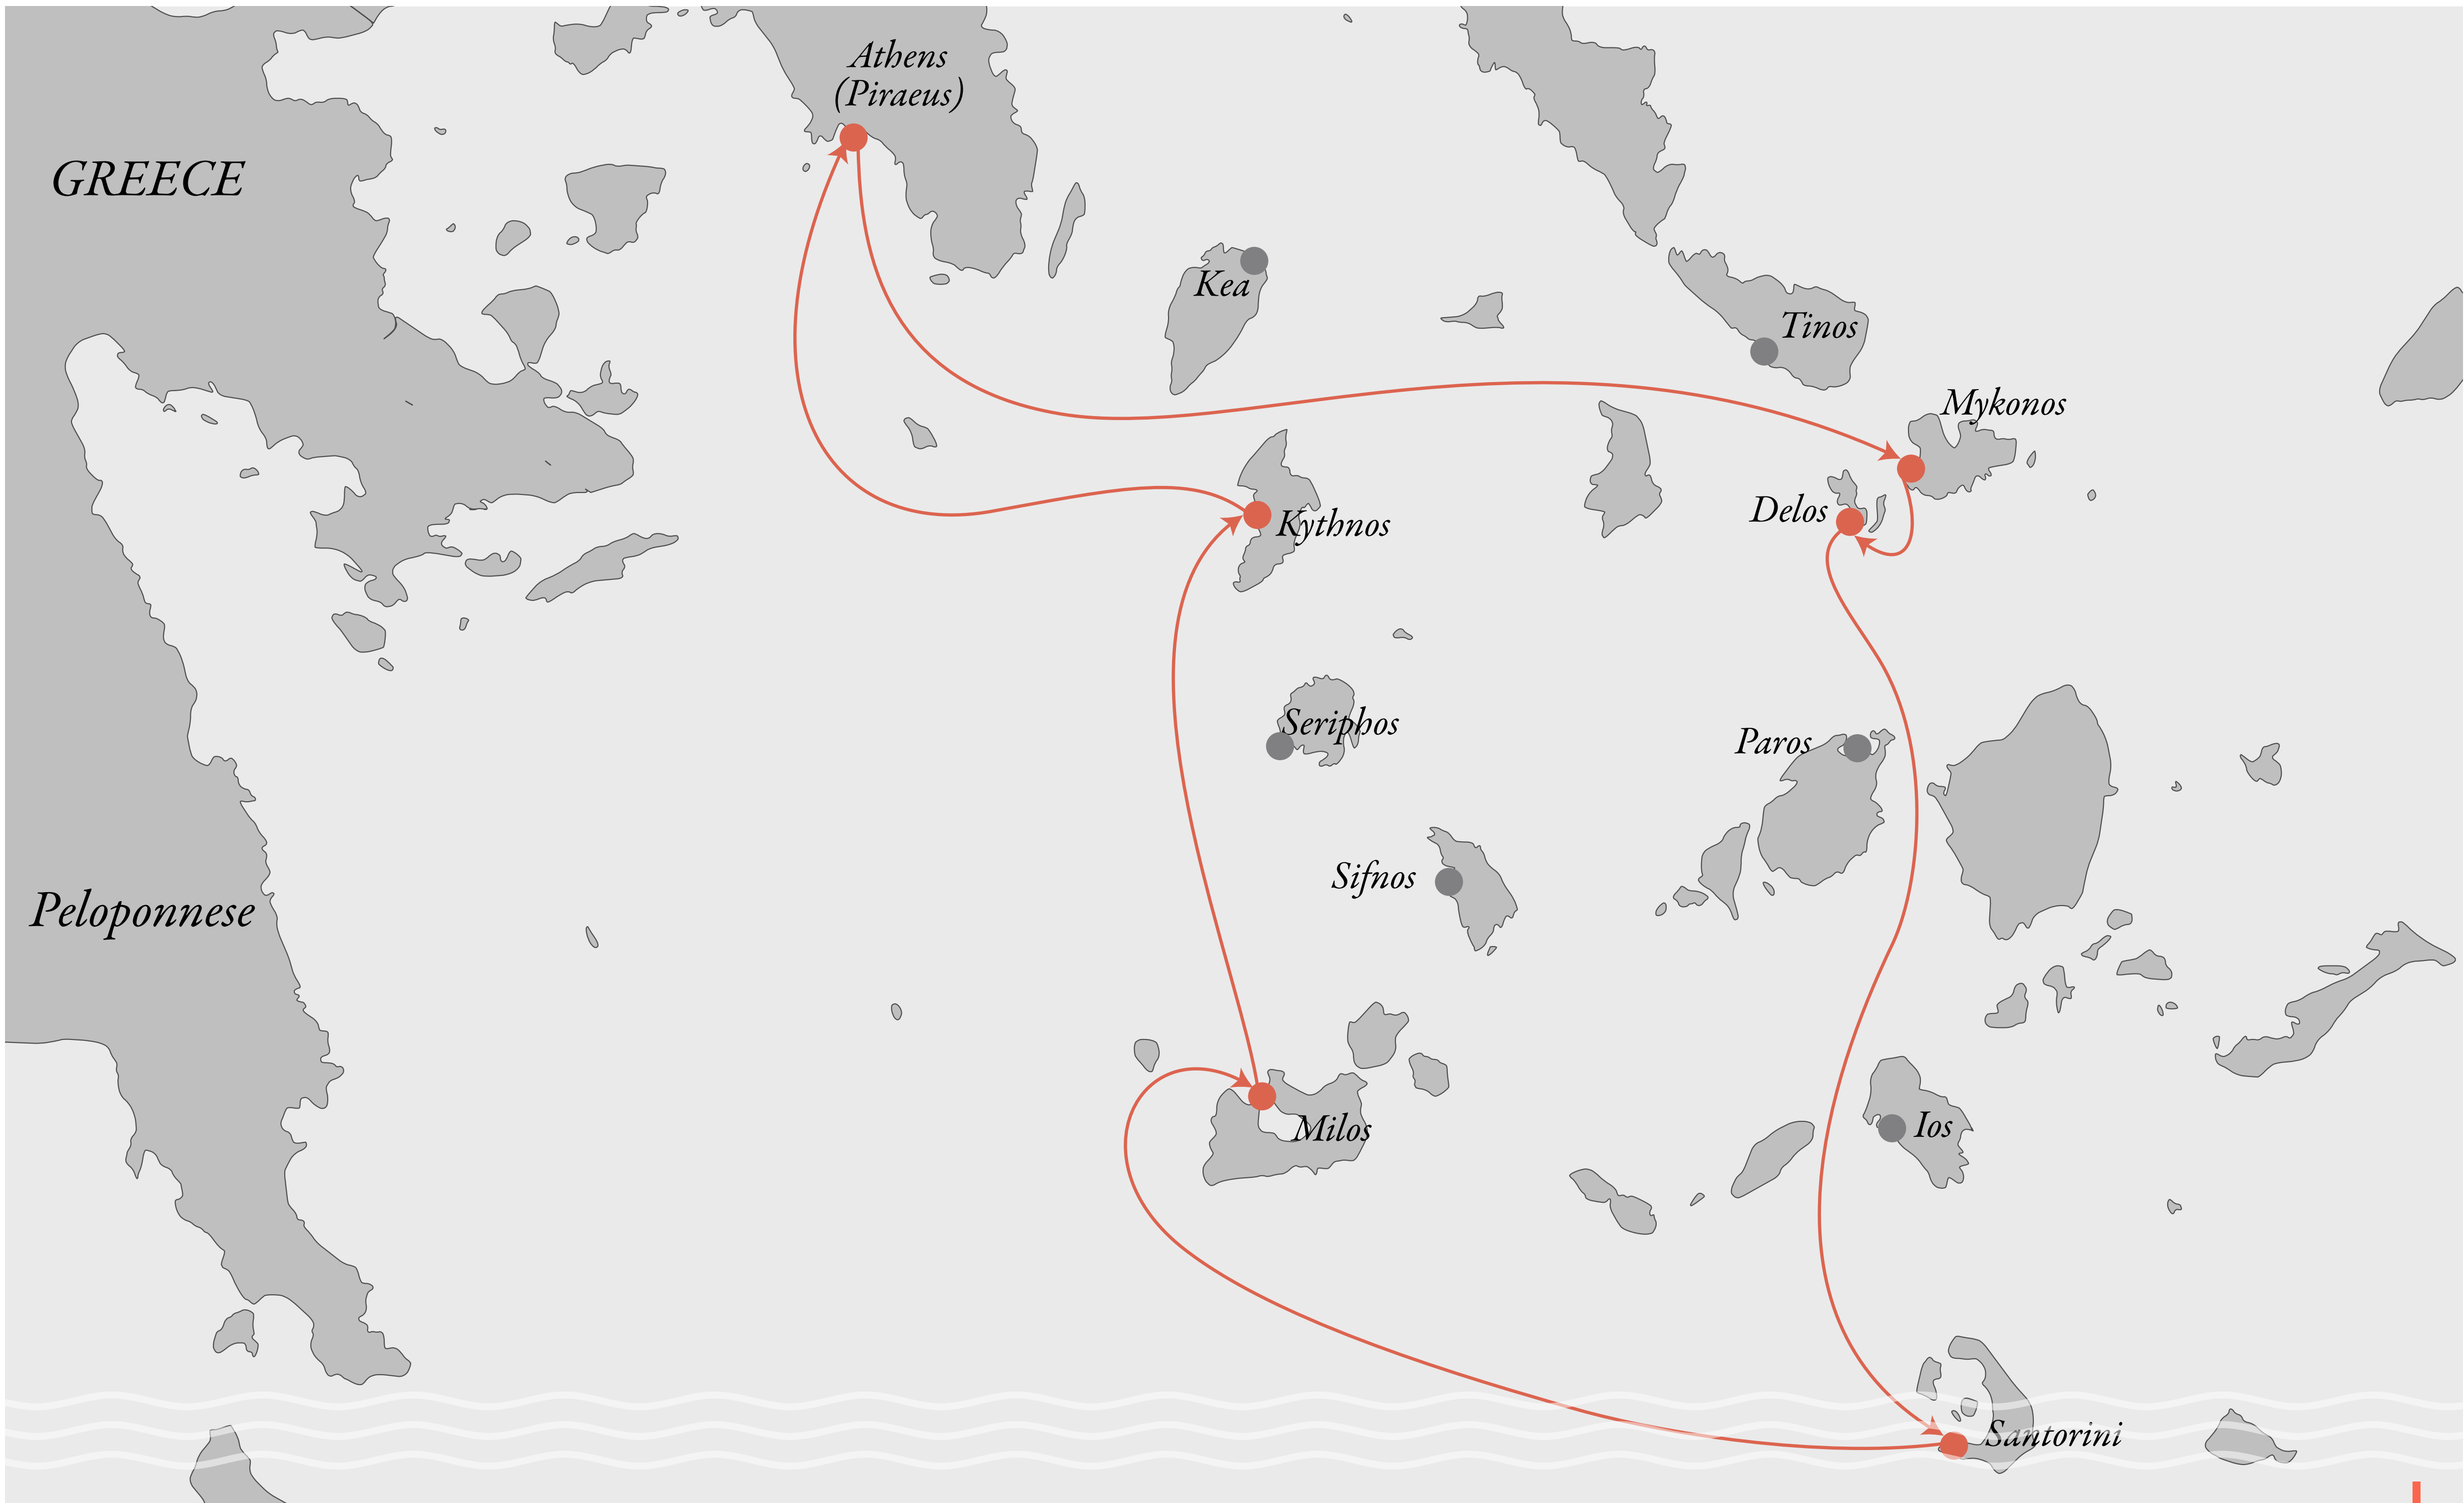 Athens
(Piraeus)
GREECE
Kea
Tinos
Mykonos
Delos
Kythnos
Seriphos
Paros
Sifnos
Peloponnese
Ios
Milos
Santorini